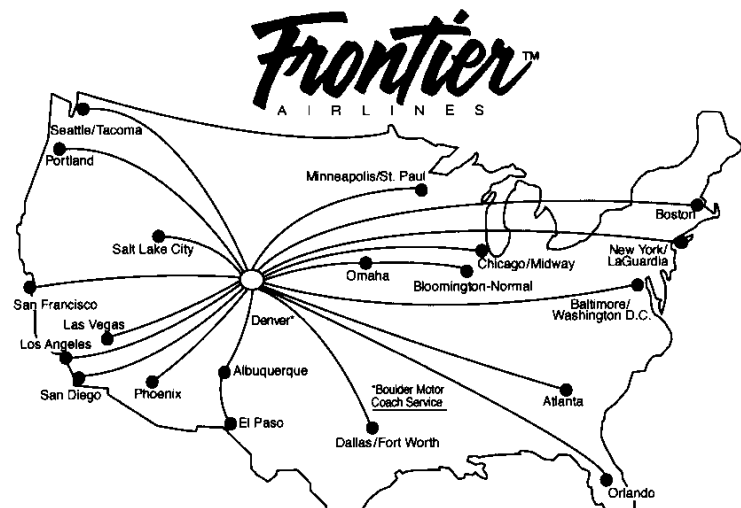 Frontier™
AIRLINES
Seattle/Tacoma
Portland
Minneapolis/St. Paul
Boston
Salt Lake City
New York/
LaGuardia
Chicago/Midway
Omaha
Bloomington-Normal
San Francisco
Baltimore/
Washington D.C.
Las Vegas
Denver*
Los Angeles
Albuquerque
San Diego
Phoenix
*Boulder Motor
Coach Service
Atlanta
El Paso
Dallas/Fort Worth
Orlando